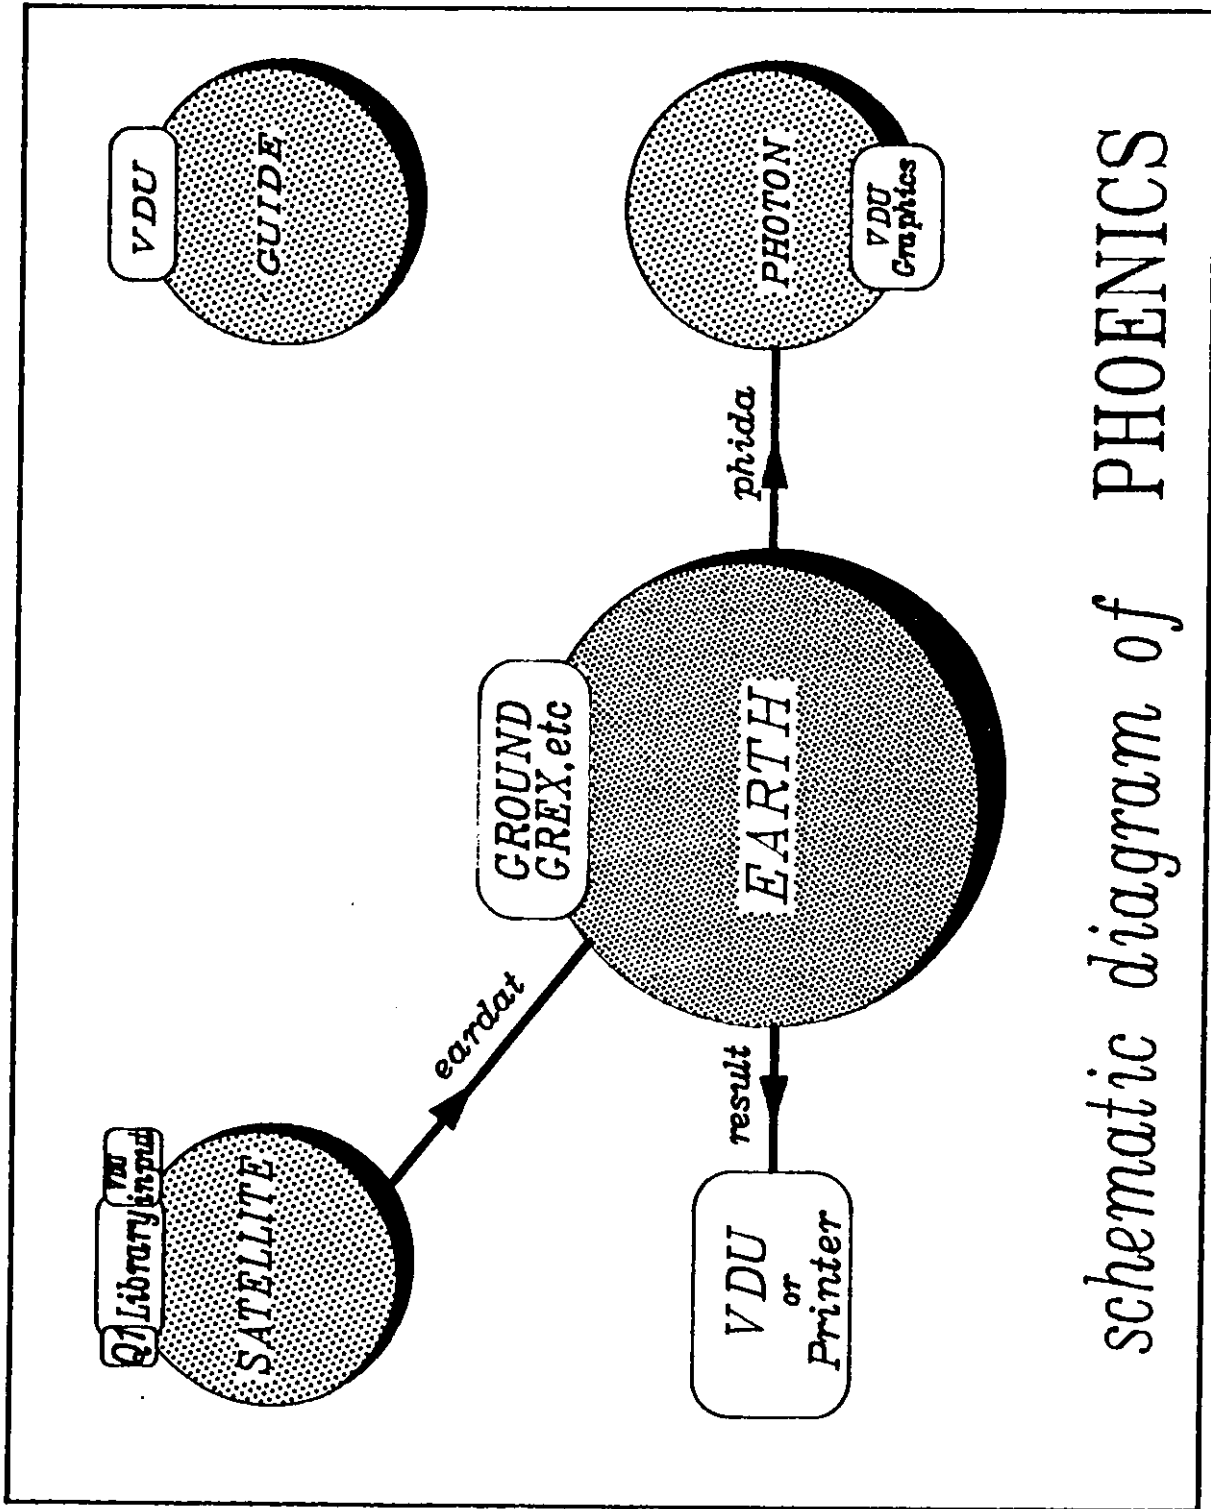 Q1
Library
VDU
input
SATELLITE
VDU
GUIDE
eardat
GROUND
GREX,etc
EARTH
result
VDU
or
Printer
phida
PHOTON
VDU
Graphics
schematic diagram of PHOENICS